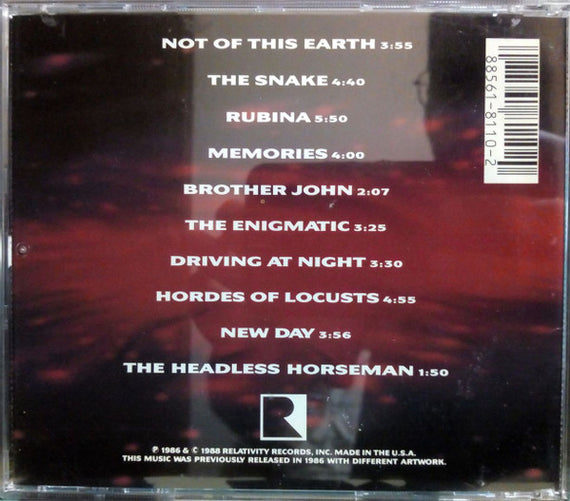 NOT OF THIS EARTH 3:55
THE SNAKE 4:40
RUBINA 5:50
MEMORIES 4:00
BROTHER JOHN 2:07
THE ENIGMATIC 3:25
DRIVING AT NIGHT 3:30
HORDES OF LOCUSTS 4:55
NEW DAY 3:56
THE HEADLESS HORSEMAN 1:50
88561-8110-2
R
℗ 1986 & © 1988 RELATIVITY RECORDS, INC. MADE IN THE U.S.A.
THIS MUSIC WAS PREVIOUSLY RELEASED IN 1986 WITH DIFFERENT ARTWORK.